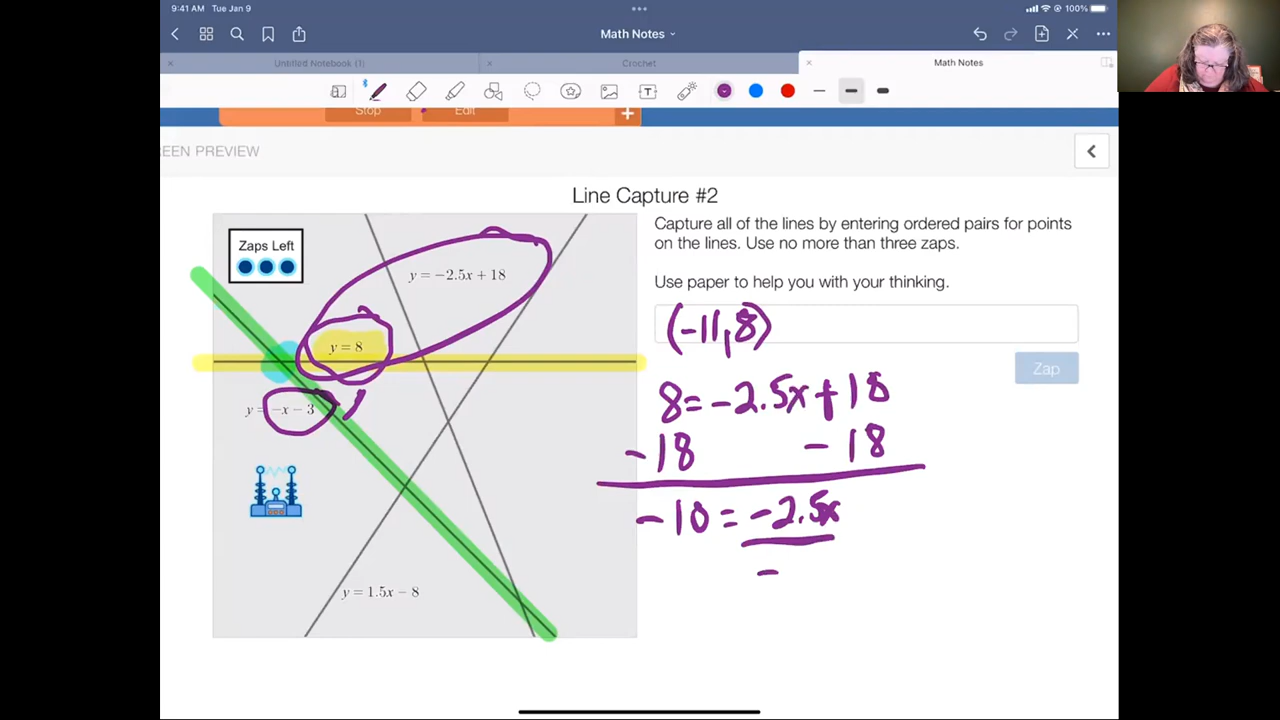 9:41 AM Tue Jan 9
100%
Math Notes
Untitled Notebook (1)
Crochet
Math Notes
T
Stop
Edit
EEN PREVIEW
Line Capture #2
Zaps Left
y = −2.5x + 18
y = 8
y = −x − 3
y = 1.5x − 8
Capture all of the lines by entering ordered pairs for points
on the lines. Use no more than three zaps.
Use paper to help you with your thinking.
(-11,8)
Zap
8=-2.5x+18
-18 -18
-10=-2.5x
-